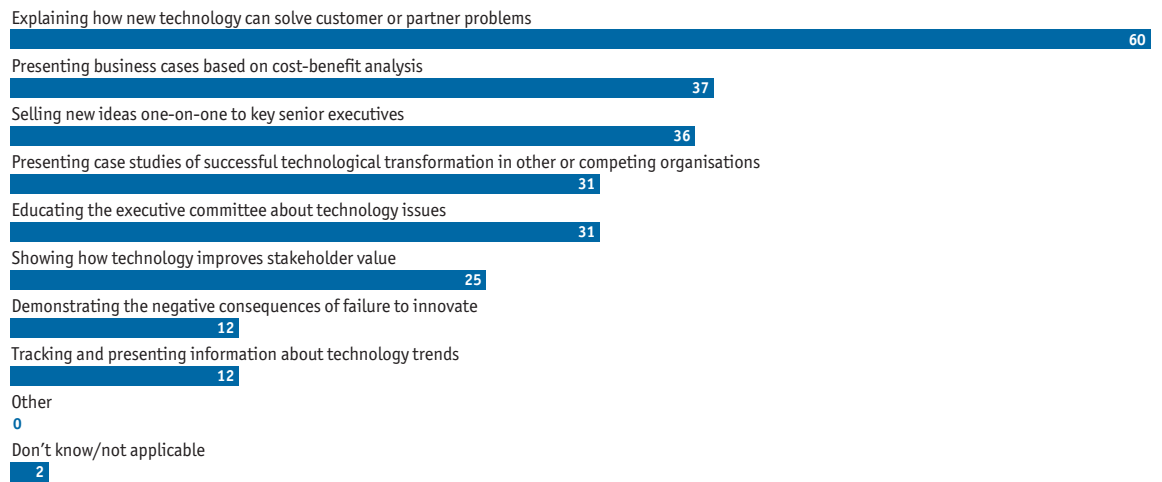 Explaining how new technology can solve customer or partner problems
60
Presenting business cases based on cost-benefit analysis
37
Selling new ideas one-on-one to key senior executives
36
Presenting case studies of successful technological transformation in other or competing organisations
31
Educating the executive committee about technology issues
31
Showing how technology improves stakeholder value
25
Demonstrating the negative consequences of failure to innovate
12
Tracking and presenting information about technology trends
12
Other
0
Don’t know/not applicable
2